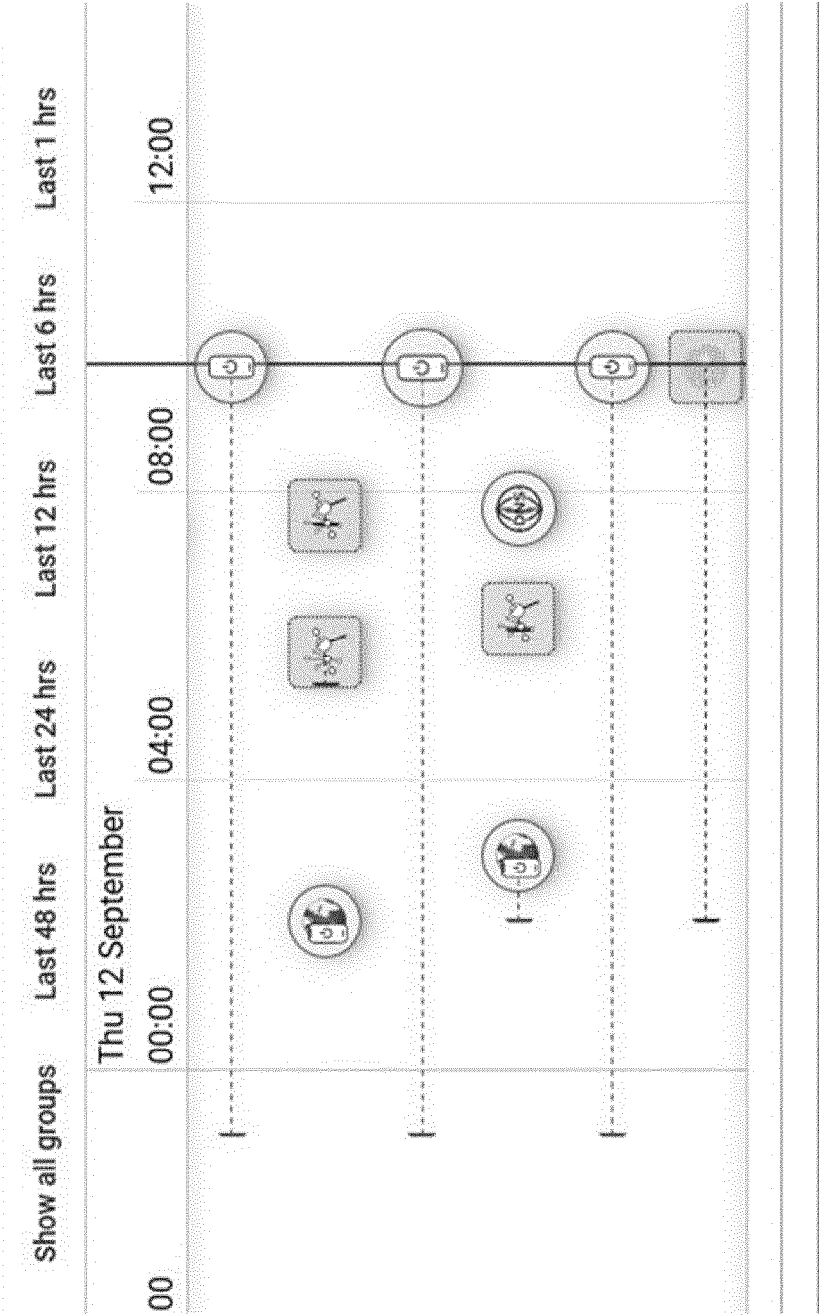 Show all groups Last 48 hrs Last 24 hrs Last 12 hrs Last 6 hrs Last 1 hrs
Thu 12 September
00 00:00 04:00 08:00 12:00
DNS